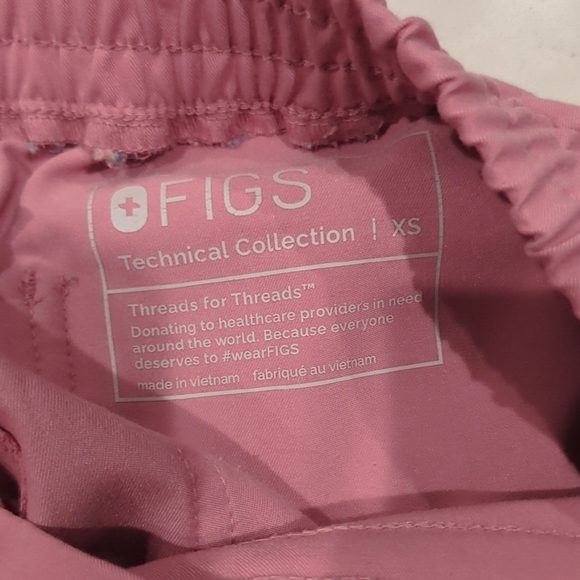 FIGS
Technical Collection | XS
Threads for Threads™
Donating to healthcare providers in need
around the world. Because everyone
deserves to #wearFIGS
made in vietnam fabriqué au vietnam